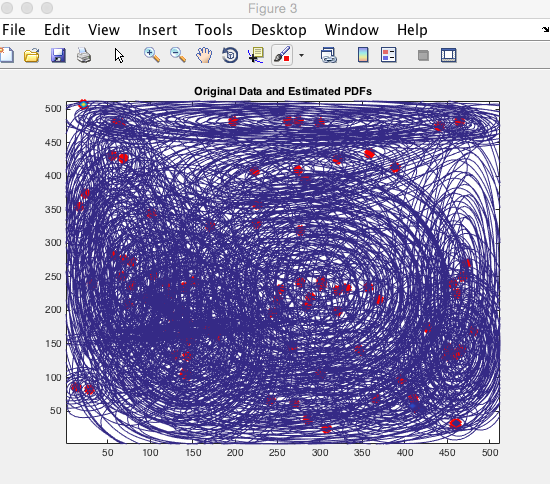 Figure 3
File Edit View Insert Tools Desktop Window Help
Original Data and Estimated PDFs
500
450
400
350
300
250
200
150
100
50
50 100 150 200 250 300 350 400 450 500